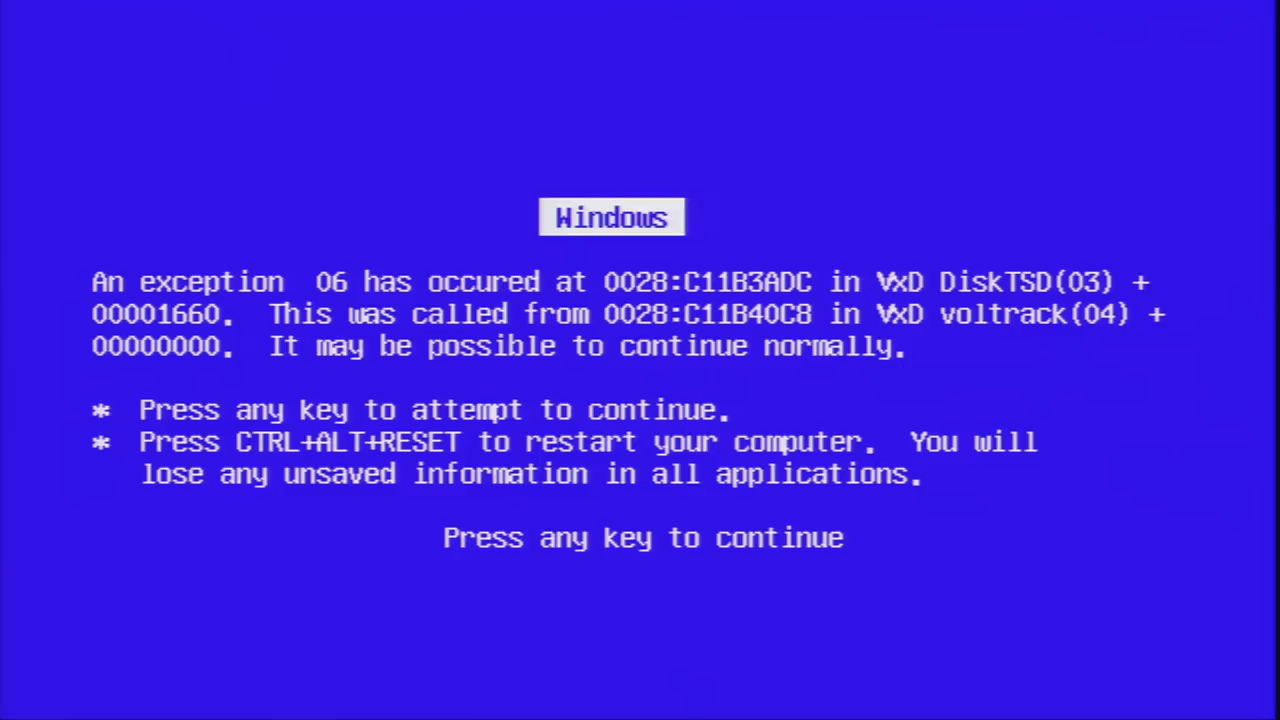 Windows
An exception  06 has occured at 0028:C11B3ADC in VxD DiskTSD(03) +
00001660.  This was called from 0028:C11B40C8 in VxD voltrack(04) +
00000000.  It may be possible to continue normally.
*  Press any key to attempt to continue.
*  Press CTRL+ALT+RESET to restart your computer.  You will
lose any unsaved information in all applications.
Press any key to continue